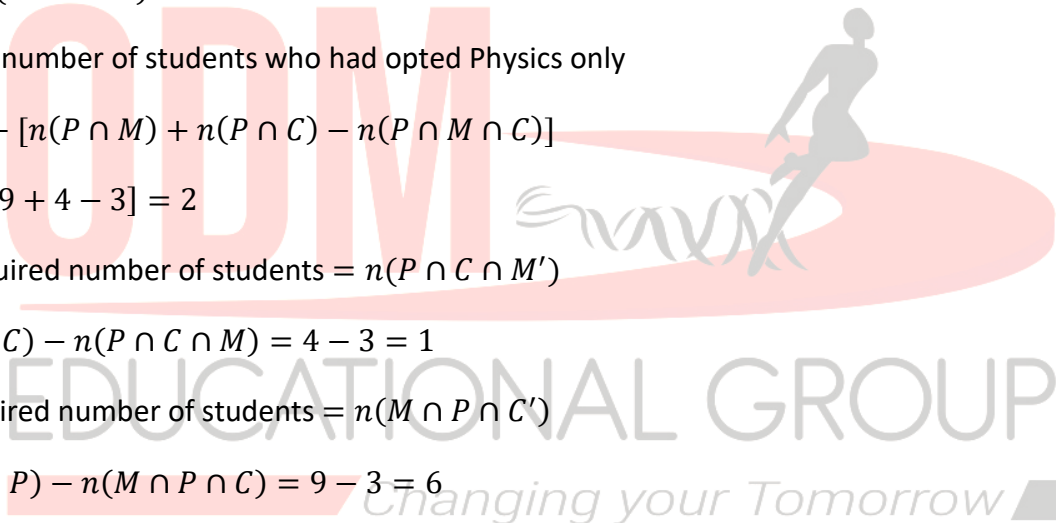 number of students who had opted Physics only
− [n(P ∩ M) + n(P ∩ C) − n(P ∩ M ∩ C)]
9 + 4 − 3] = 2
uired number of students = n(P ∩ C ∩ M′)
C) − n(P ∩ C ∩ M) = 4 − 3 = 1
ired number of students = n(M ∩ P ∩ C′)
P) − n(M ∩ P ∩ C) = 9 − 3 = 6
ODM
EDUCATIONAL GROUP
Changing your Tomorrow